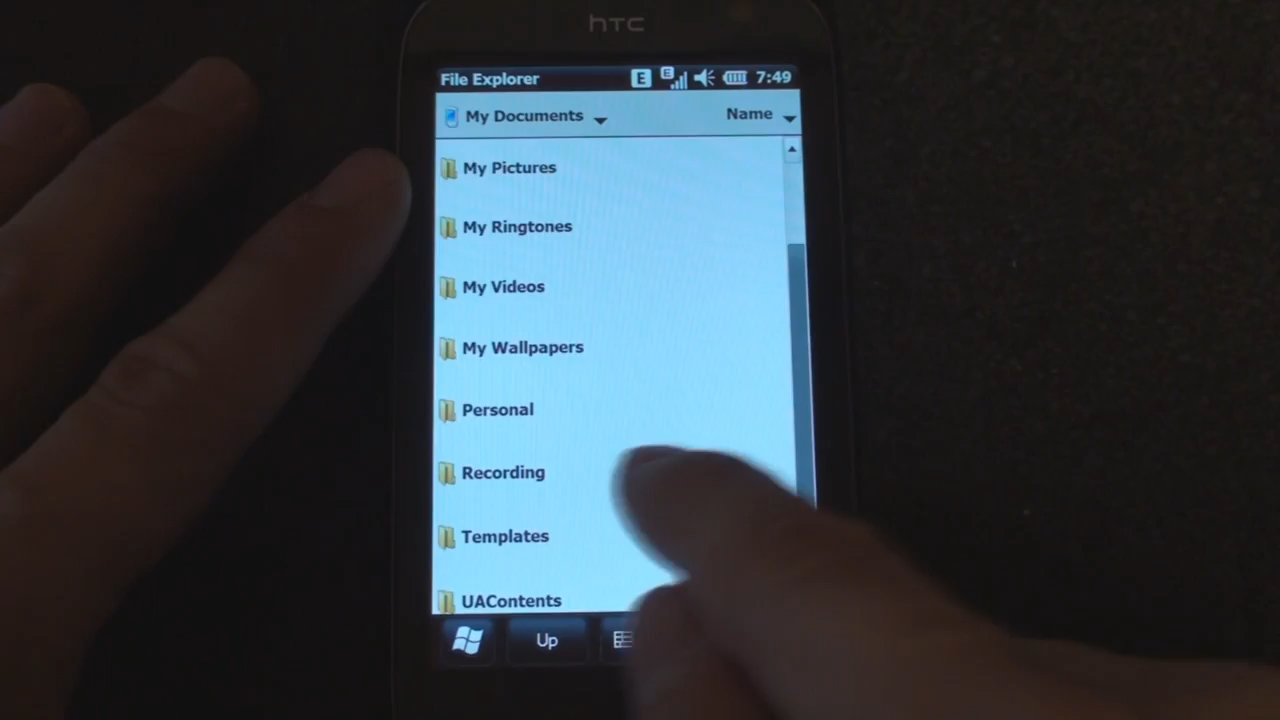 hTC
File Explorer E E 7:49
My Documents Name
My Pictures
My Ringtones
My Videos
My Wallpapers
Personal
Recording
Templates
UAContents
Up